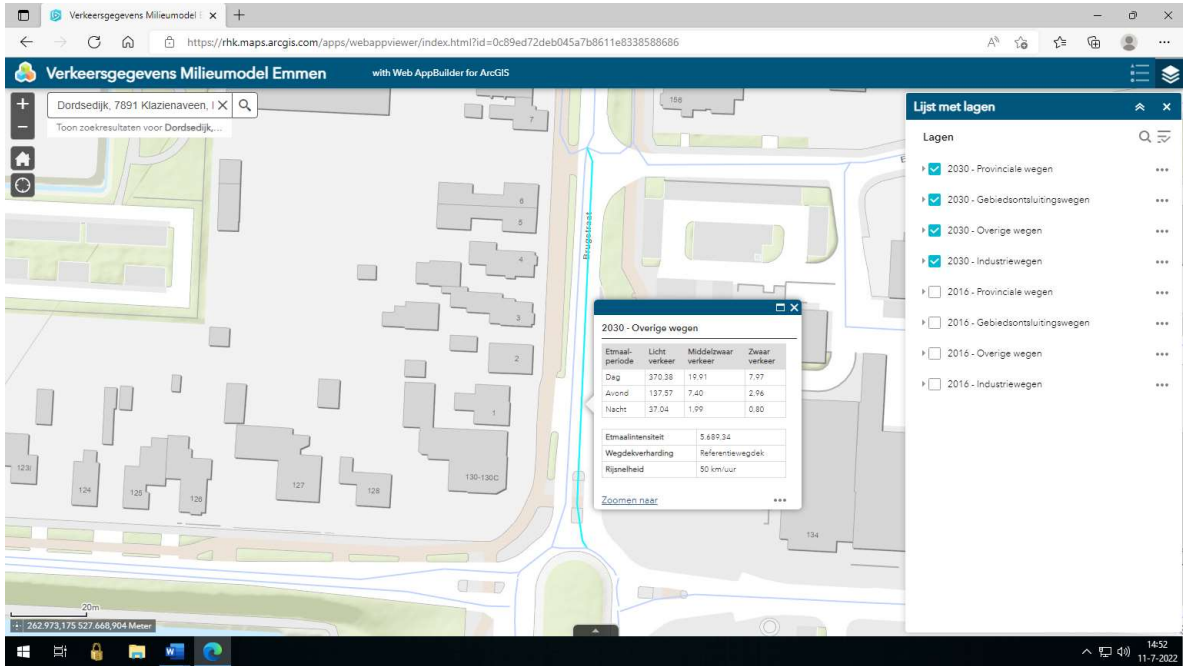 Verkeersgegevens Milieumodel E
https://rhk.maps.arcgis.com/apps/webappviewer/index.html?id=0c89ed72deb045a7b8611e8338588686
Verkeersgegevens Milieumodel Emmen with Web AppBuilder for ArcGIS
Dordsedijk, 7891 Klazienaveen, I
Toon zoekresultaten voor Dordsedijk,...
Lijst met lagen
Lagen
2030 - Provinciale wegen
2030 - Gebiedsontsluitingswegen
2030 - Overige wegen
2030 - Industriewegen
2016 - Provinciale wegen
2016 - Gebiedsontsluitingswegen
2016 - Overige wegen
2016 - Industriewegen
7
156
6
5
4
3
2
1
Brugstraat
123/
124
125
126
127
128
130-130C
134
2030 - Overige wegen
Etmaal-periode Licht verkeer Middelzwaar verkeer Zwaar verkeer
Dag 370.38 19.91 7.97
Avond 137.57 7.40 2.96
Nacht 37.04 1.99 0.80
Etmaalintensiteit 5.689.34
Wegdekverharding Referentiewegdek
Rijsnelheid 50 km/uur
Zoomen naar
20m
262.973,175 527.668,904 Meter
14:52
11-7-2022